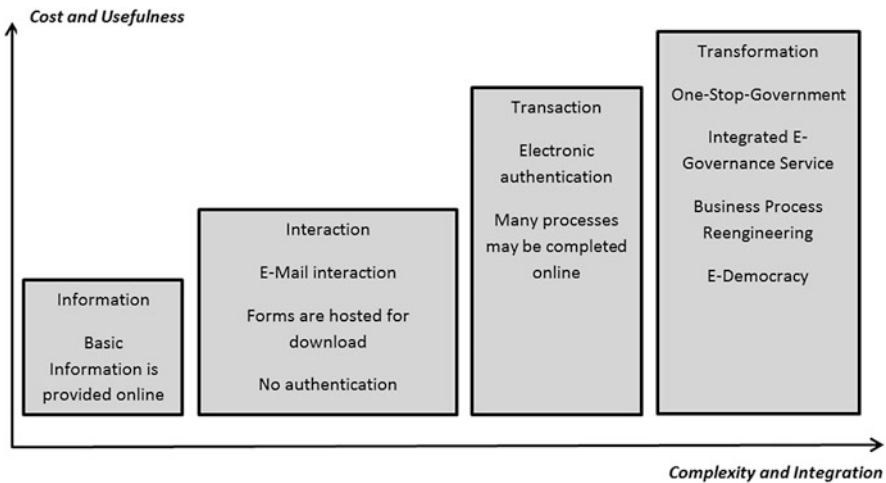 Cost and Usefulness
Information
Basic
Information is
provided online
Interaction
E-Mail interaction
Forms are hosted for
download
No authentication
Transaction
Electronic
authentication
Many processes
may be completed
online
Transformation
One-Stop-Government
Integrated E-
Governance Service
Business Process
Reengineering
E-Democracy
Complexity and Integration